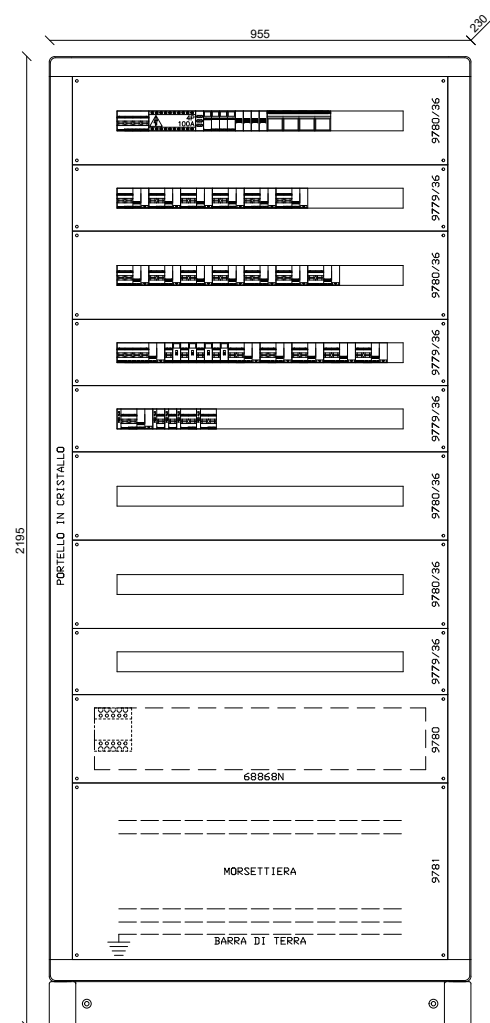 955
230
4P
100A
9780/36
9779/36
9780/36
9779/36
9779/36
PORTELLO IN CRISTALLO
9780/36
2195
9780/36
9779/36
9780
68868N
MORSETTIERA
9781
BARRA DI TERRA